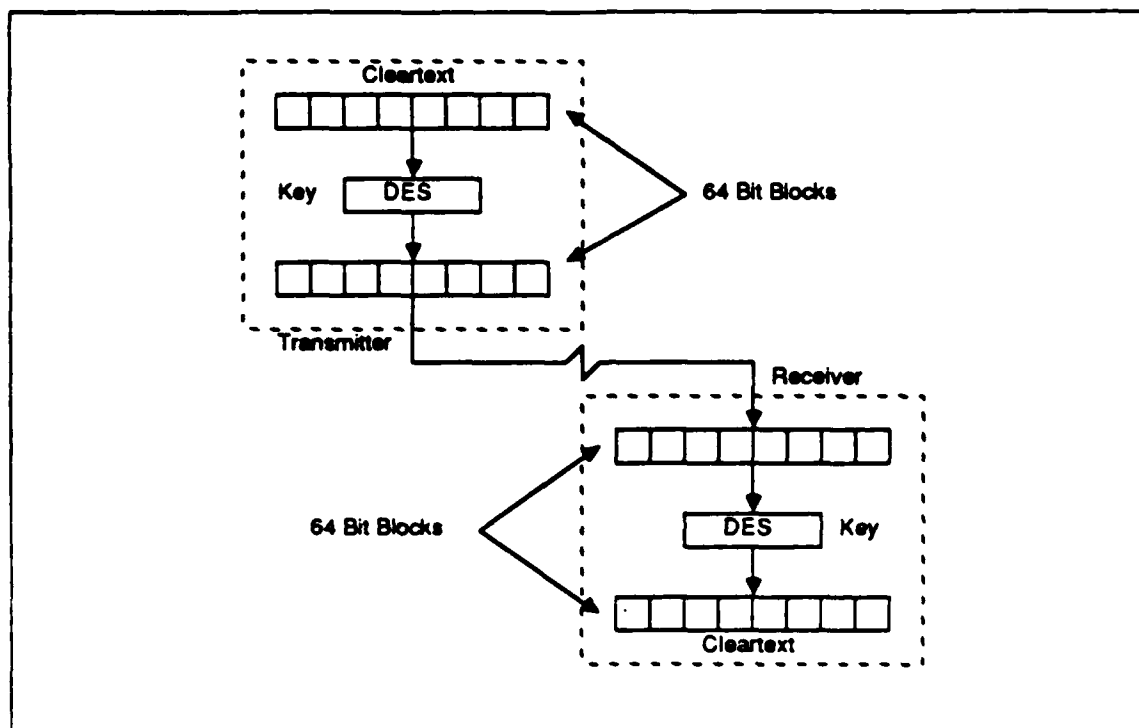 Cleartext
Key
DES
64 Bit Blocks
Transmitter
Receiver
64 Bit Blocks
DES
Key
Cleartext